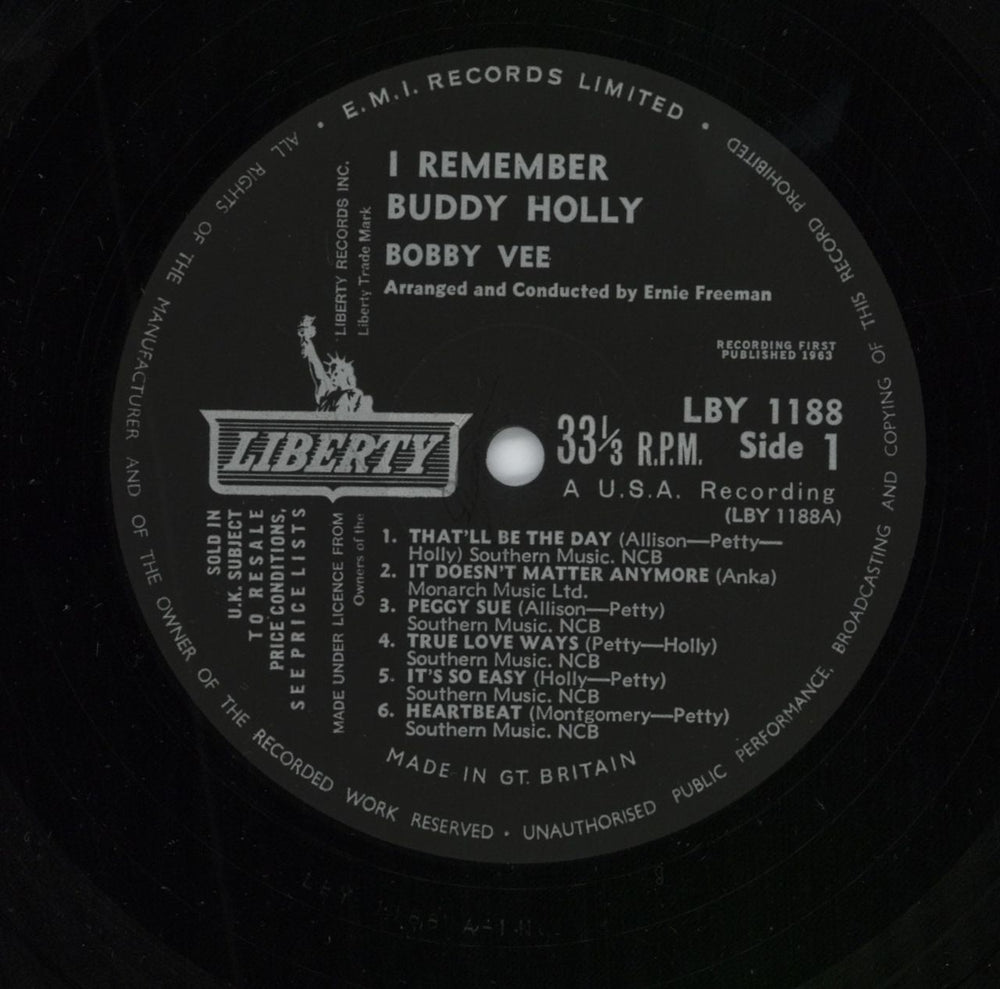 E.M.I. RECORDS LIMITED •
ALL RIGHTS OF THE MANUFACTURER AND OF THE OWNER OF THE RECORDED WORK RESERVED • UNAUTHORISED PUBLIC PERFORMANCE, BROADCASTING AND COPYING OF THIS RECORD PROHIBITED •
I REMEMBER
BUDDY HOLLY
BOBBY VEE
Arranged and Conducted by Ernie Freeman
LIBERTY RECORDS INC.
Liberty Trade Mark
RECORDING FIRST
PUBLISHED 1963
LIBERTY
33⅓ R.P.M.
LBY 1188
Side 1
A U.S.A. Recording
(LBY 1188A)
SOLD IN
U.K. SUBJECT
TO RESALE
PRICE CONDITIONS,
SEE PRICE LISTS
MADE UNDER LICENCE FROM
Owners of the
1. THAT'LL BE THE DAY (Allison—Petty—
Holly) Southern Music. NCB
2. IT DOESN'T MATTER ANYMORE (Anka)
Monarch Music Ltd.
3. PEGGY SUE (Allison—Petty)
Southern Music. NCB
4. TRUE LOVE WAYS (Petty—Holly)
Southern Music. NCB
5. IT'S SO EASY (Holly—Petty)
Southern Music. NCB
6. HEARTBEAT (Montgomery—Petty)
Southern Music. NCB
MADE IN GT. BRITAIN